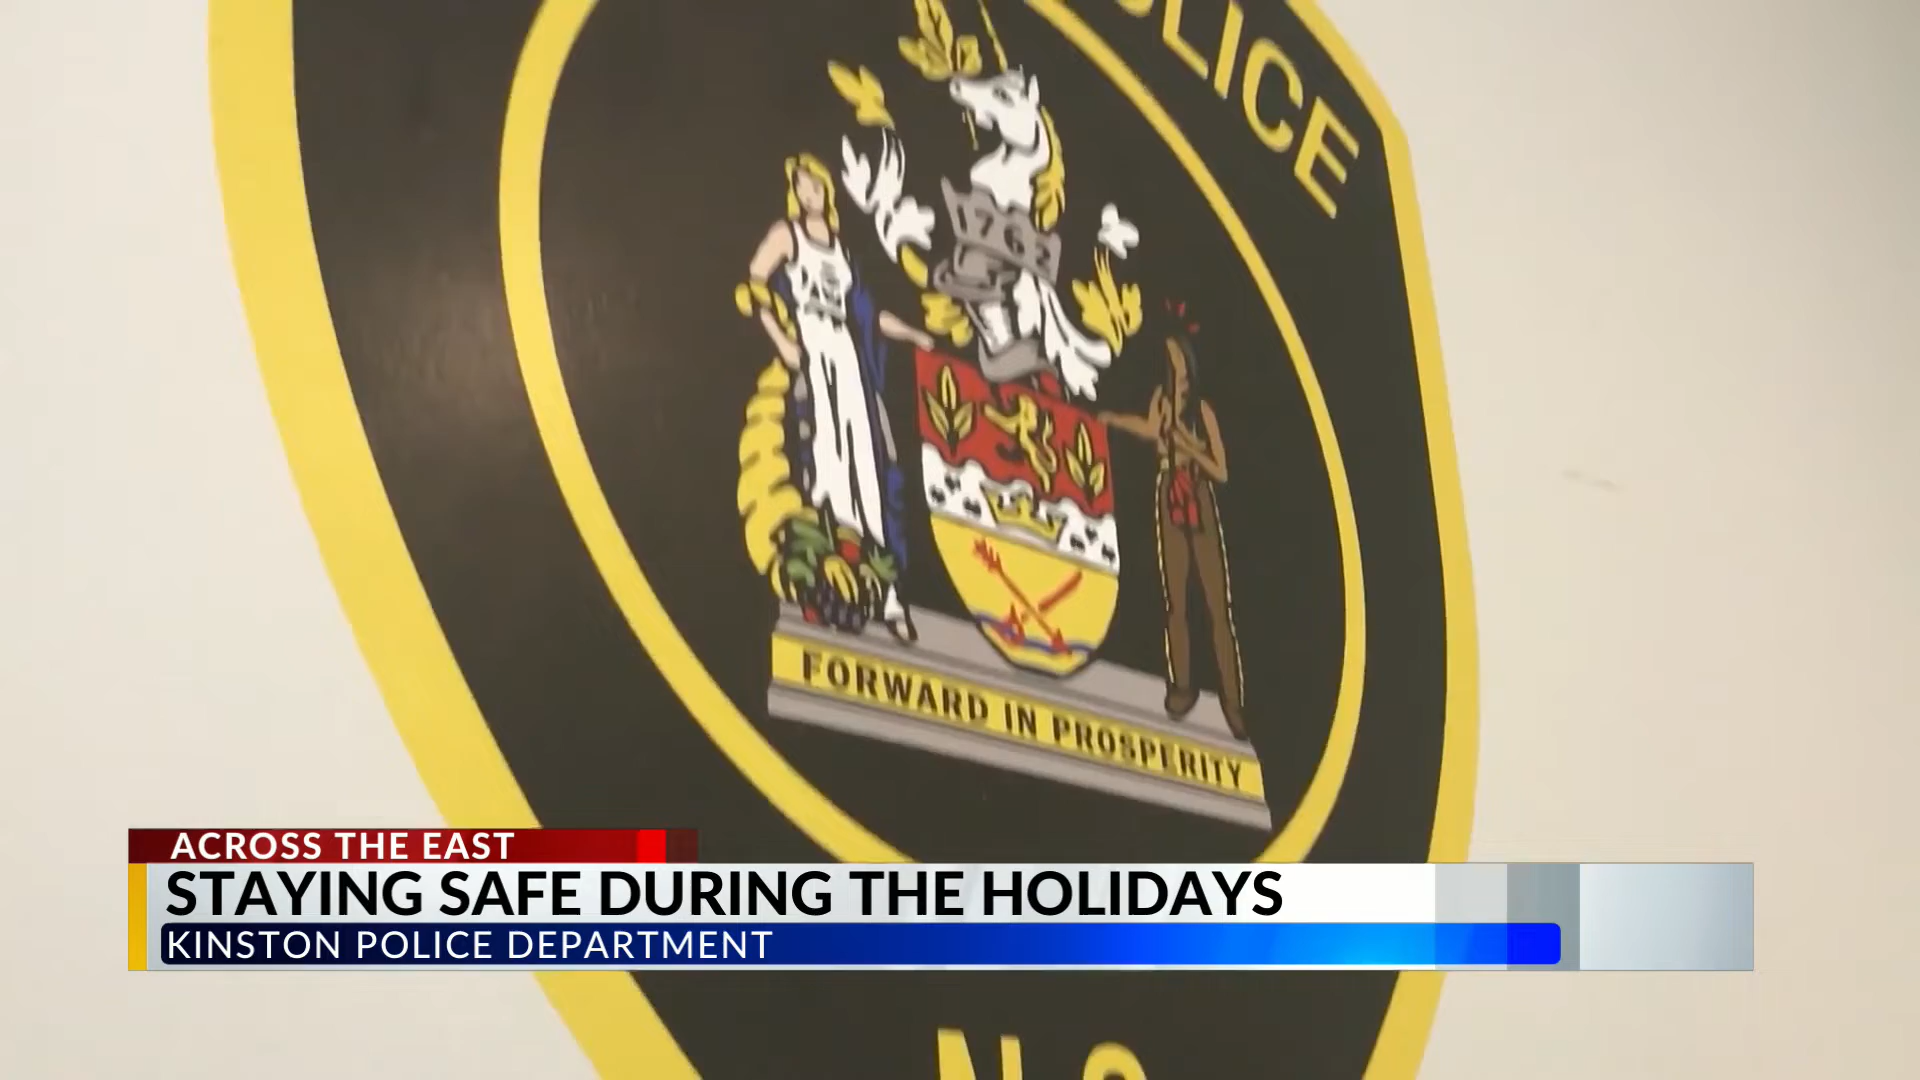 POLICE
1762
FORWARD IN PROSPERITY
ACROSS THE EAST
STAYING SAFE DURING THE HOLIDAYS
KINSTON POLICE DEPARTMENT